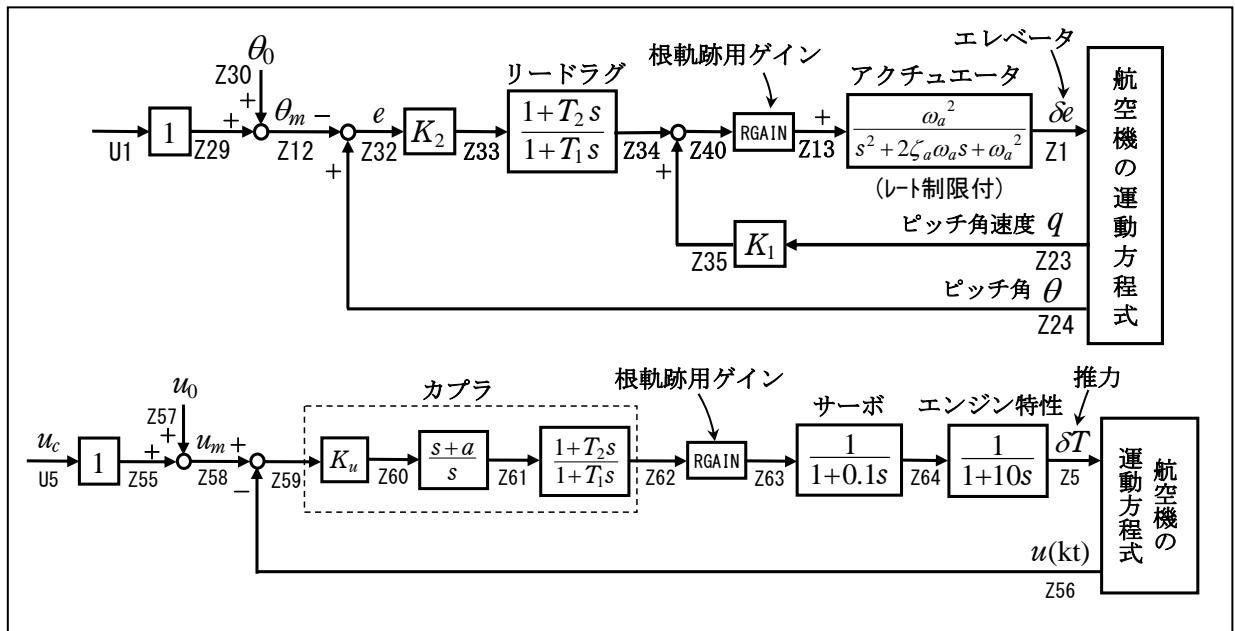 θ₀
Z30
U1
1
Z29
+
+
θₘ
−
Z12
e
+
Z32
K₂
Z33
リードラグ
1+T₂s
1+T₁s
Z34
+
Z40
根軌跡用ゲイン
RGAIN
+
Z13
アクチュエータ
ωₐ²
s²+2ζₐωₐs+ωₐ²
(レート制限付)
エレベータ
δe
Z1
航空機の運動方程式
ピッチ角速度 q
Z23
K₁
Z35
ピッチ角 θ
Z24
u₀
Z57
u_c
U5
1
Z55
+
+
uₘ
+
Z58
−
Z59
カプラ
K_u
Z60
s+a
s
Z61
1+T₂s
1+T₁s
Z62
根軌跡用ゲイン
RGAIN
Z63
サーボ
1
1+0.1s
Z64
エンジン特性
1
1+10s
推力
δT
Z5
航空機の
運動方程式
u(kt)
Z56